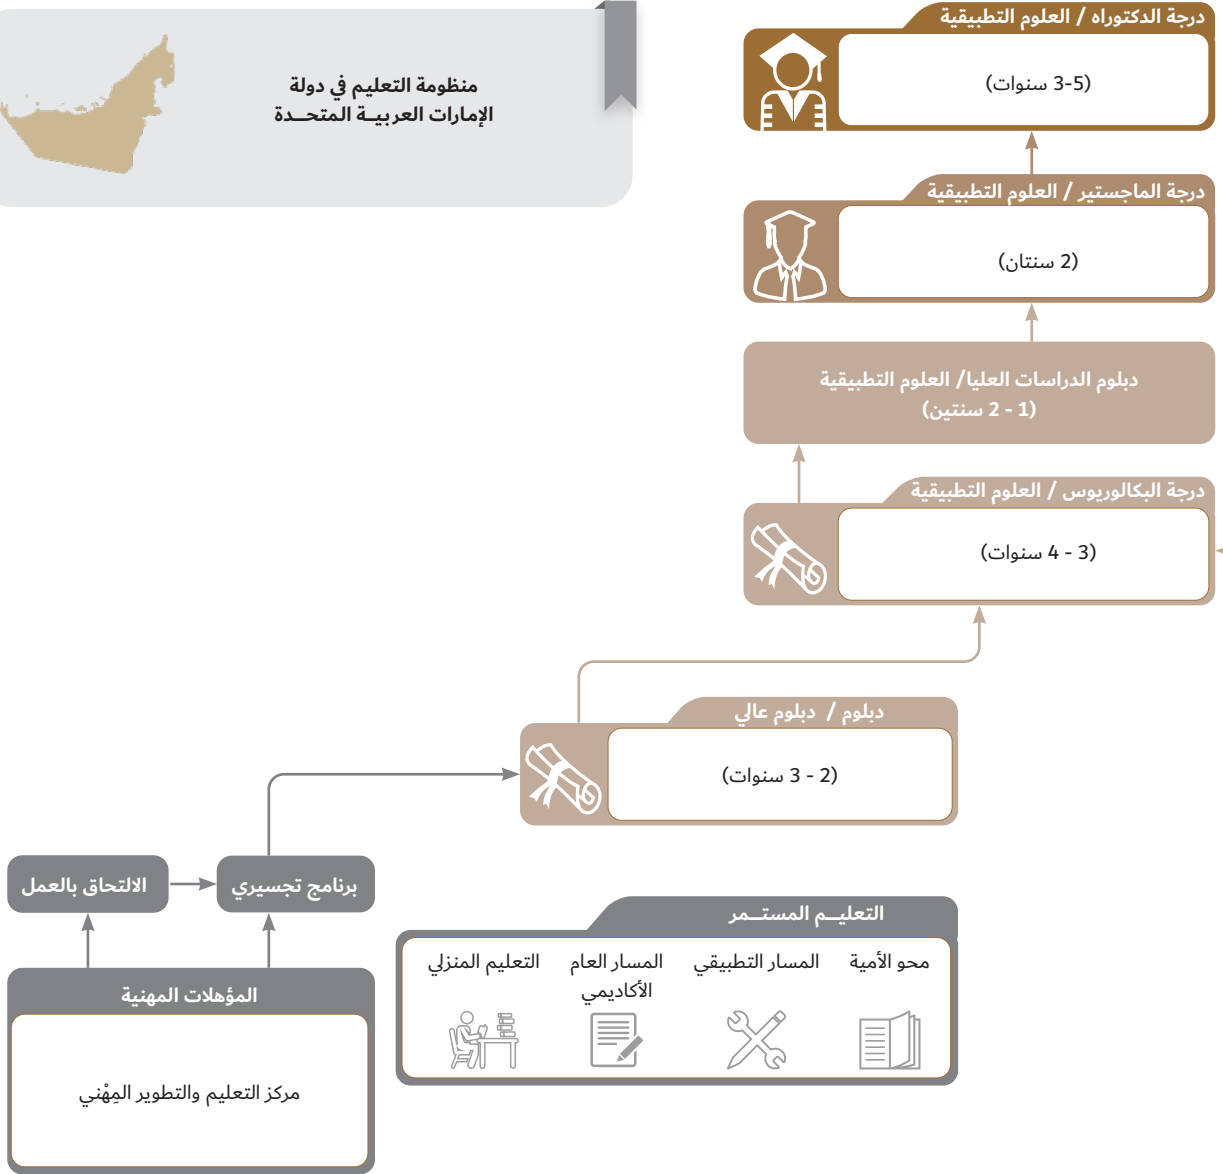 منظومة التعليم في دولة
الإمارات العربيــة المتحــدة
درجة الدكتوراه / العلوم التطبيقية
(3-5 سنوات)
درجة الماجستير / العلوم التطبيقية
(2 سنتان)
دبلوم الدراسات العليا/ العلوم التطبيقية
(1 - 2 سنتين)
درجة البكالوريوس / العلوم التطبيقية
(3 - 4 سنوات)
دبلوم / دبلوم عالي
(2 - 3 سنوات)
برنامج تجسيري
الالتحاق بالعمل
التعليــم المستــمر
محو الأمية
المسار التطبيقي
المسار العام
الأكاديمي
التعليم المنزلي
المؤهلات المهنية
مركز التعليم والتطوير المِهْني